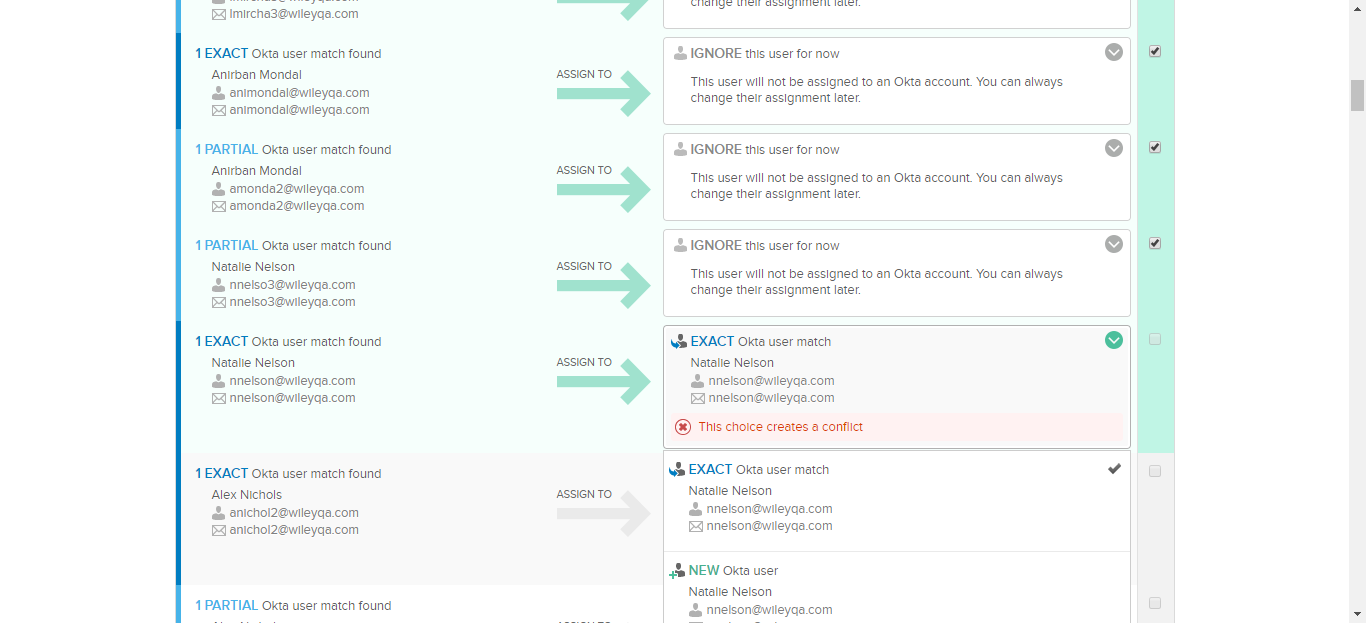 lmircha3@wileyqa.com
change their assignment later.
1 EXACT Okta user match found
Anirban Mondal
animondal@wileyqa.com
animondal@wileyqa.com
ASSIGN TO
IGNORE this user for now
This user will not be assigned to an Okta account. You can always
change their assignment later.
1 PARTIAL Okta user match found
Anirban Mondal
amonda2@wileyqa.com
amonda2@wileyqa.com
ASSIGN TO
IGNORE this user for now
This user will not be assigned to an Okta account. You can always
change their assignment later.
1 PARTIAL Okta user match found
Natalie Nelson
nnelso3@wileyqa.com
nnelso3@wileyqa.com
ASSIGN TO
IGNORE this user for now
This user will not be assigned to an Okta account. You can always
change their assignment later.
1 EXACT Okta user match found
Natalie Nelson
nnelson@wileyqa.com
nnelson@wileyqa.com
ASSIGN TO
EXACT Okta user match
Natalie Nelson
nnelson@wileyqa.com
nnelson@wileyqa.com
This choice creates a conflict
1 EXACT Okta user match found
Alex Nichols
anichol2@wileyqa.com
anichol2@wileyqa.com
ASSIGN TO
EXACT Okta user match
Natalie Nelson
nnelson@wileyqa.com
nnelson@wileyqa.com
NEW Okta user
Natalie Nelson
nnelson@wileyqa.com
1 PARTIAL Okta user match found